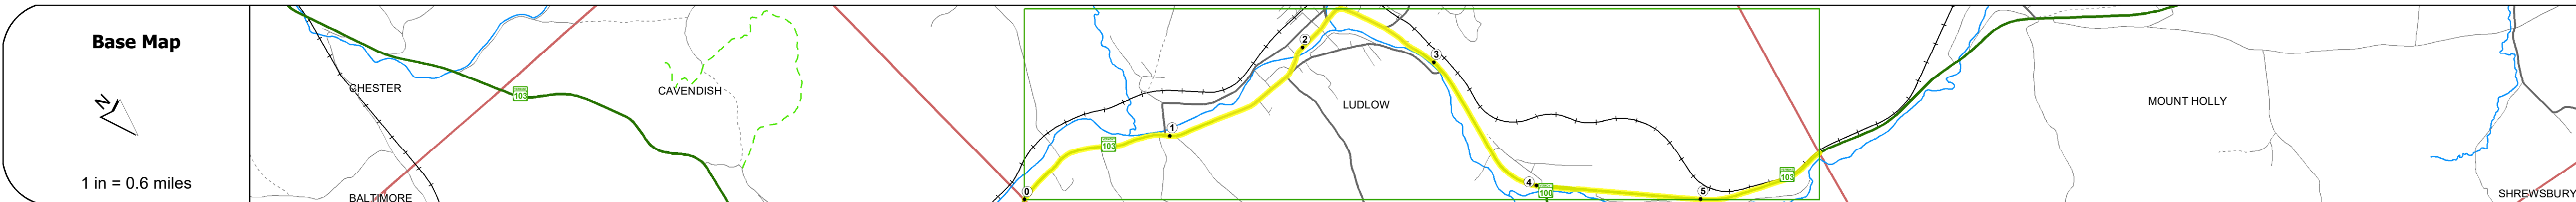 Base Map
N
1 in = 0.6 miles
CHESTER
BALTIMORE
103
CAVENDISH
0
103
1
2
LUDLOW
3
4
100
5
103
MOUNT HOLLY
SHREWSBURY